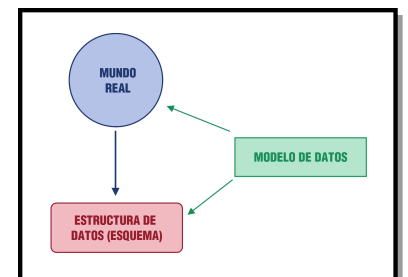 MUNDO
REAL
MODELO DE DATOS
ESTRUCTURA DE
DATOS (ESQUEMA)